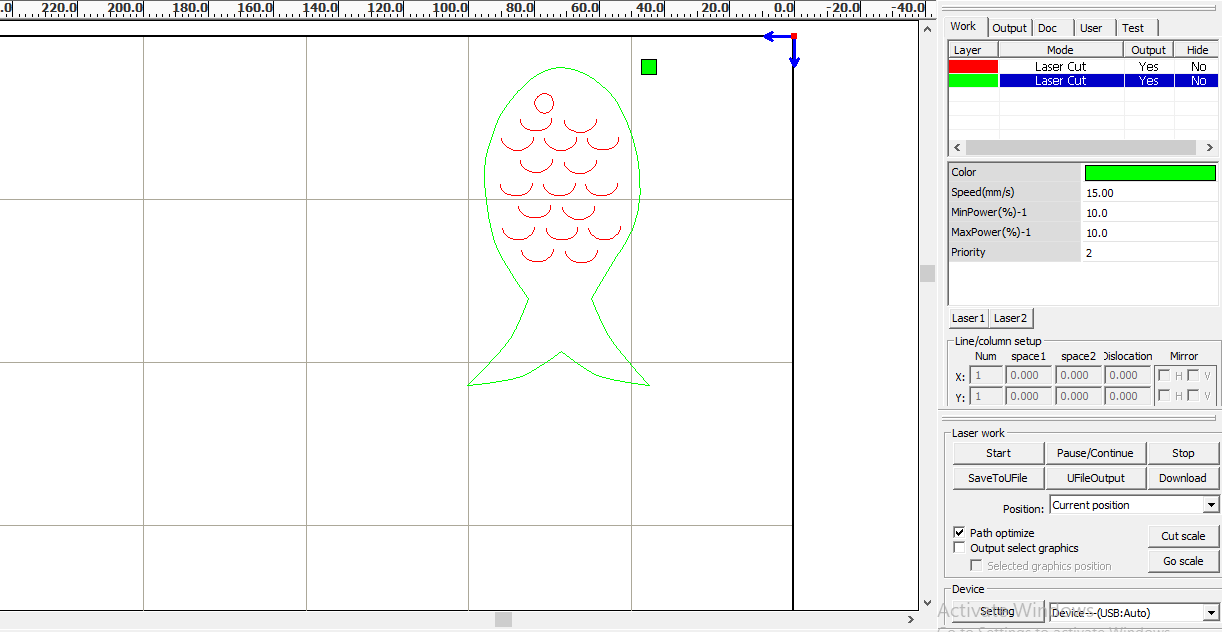 .0 220.0 200.0 180.0 160.0 140.0 120.0 100.0 80.0 60.0 40.0 20.0 0.0 -20.0 -40.0
Work Output Doc User Test
Layer Mode Output Hide
Laser Cut Yes No
Laser Cut Yes No
Color
Speed(mm/s) 15.00
MinPower(%)-1 10.0
MaxPower(%)-1 10.0
Priority 2
Laser1 Laser2
Line/column setup
Num space1 space2 Dislocation Mirror
X: 1 0.000 0.000 0.000 H V
Y: 1 0.000 0.000 0.000 H V
Laser work
Start Pause/Continue Stop
SaveToUFile UFileOutput Download
Position: Current position
Path optimize
Cut scale
Output select graphics
Go scale
Selected graphics position
Device
Setting Device---(USB:Auto)
Activate Windows
Go to Settings to activate Windows.